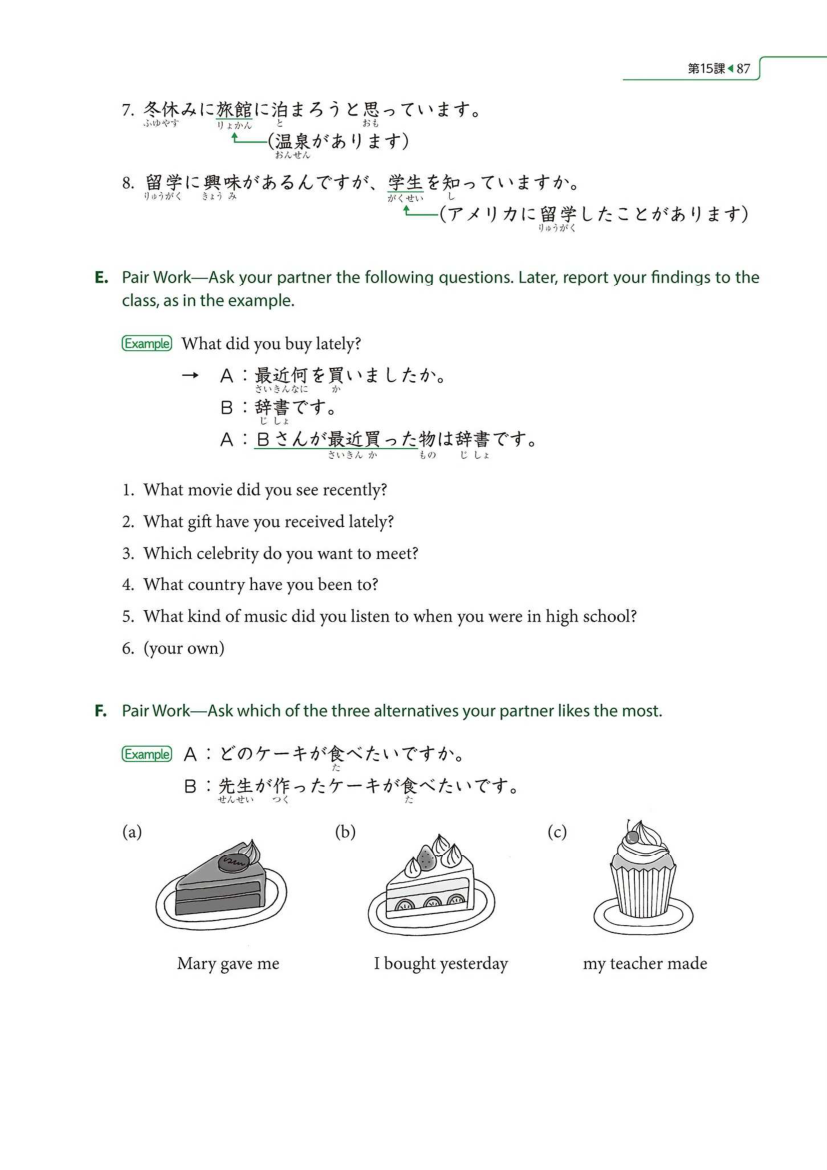 第15課 ◀ 87
7. 冬休みに旅館に泊まろうと思っています。
ふゆやす りょかん と おも
(温泉があります)
おんせん
8. 留学に興味があるんですが、学生を知っていますか。
りゅうがく きょう み がくせい し
(アメリカに留学したことがあります)
りゅうがく
E. Pair Work—Ask your partner the following questions. Later, report your findings to the
class, as in the example.
Example What did you buy lately?
→ A：最近何を買いましたか。
さいきんなに か
B：辞書です。
じ しょ
A：Bさんが最近買った物は辞書です。
さいきん か もの じ しょ
1. What movie did you see recently?
2. What gift have you received lately?
3. Which celebrity do you want to meet?
4. What country have you been to?
5. What kind of music did you listen to when you were in high school?
6. (your own)
F. Pair Work—Ask which of the three alternatives your partner likes the most.
Example A：どのケーキが食べたいですか。
た
B：先生が作ったケーキが食べたいです。
せんせい つく た
(a) (b) (c)
Mary gave me I bought yesterday my teacher made